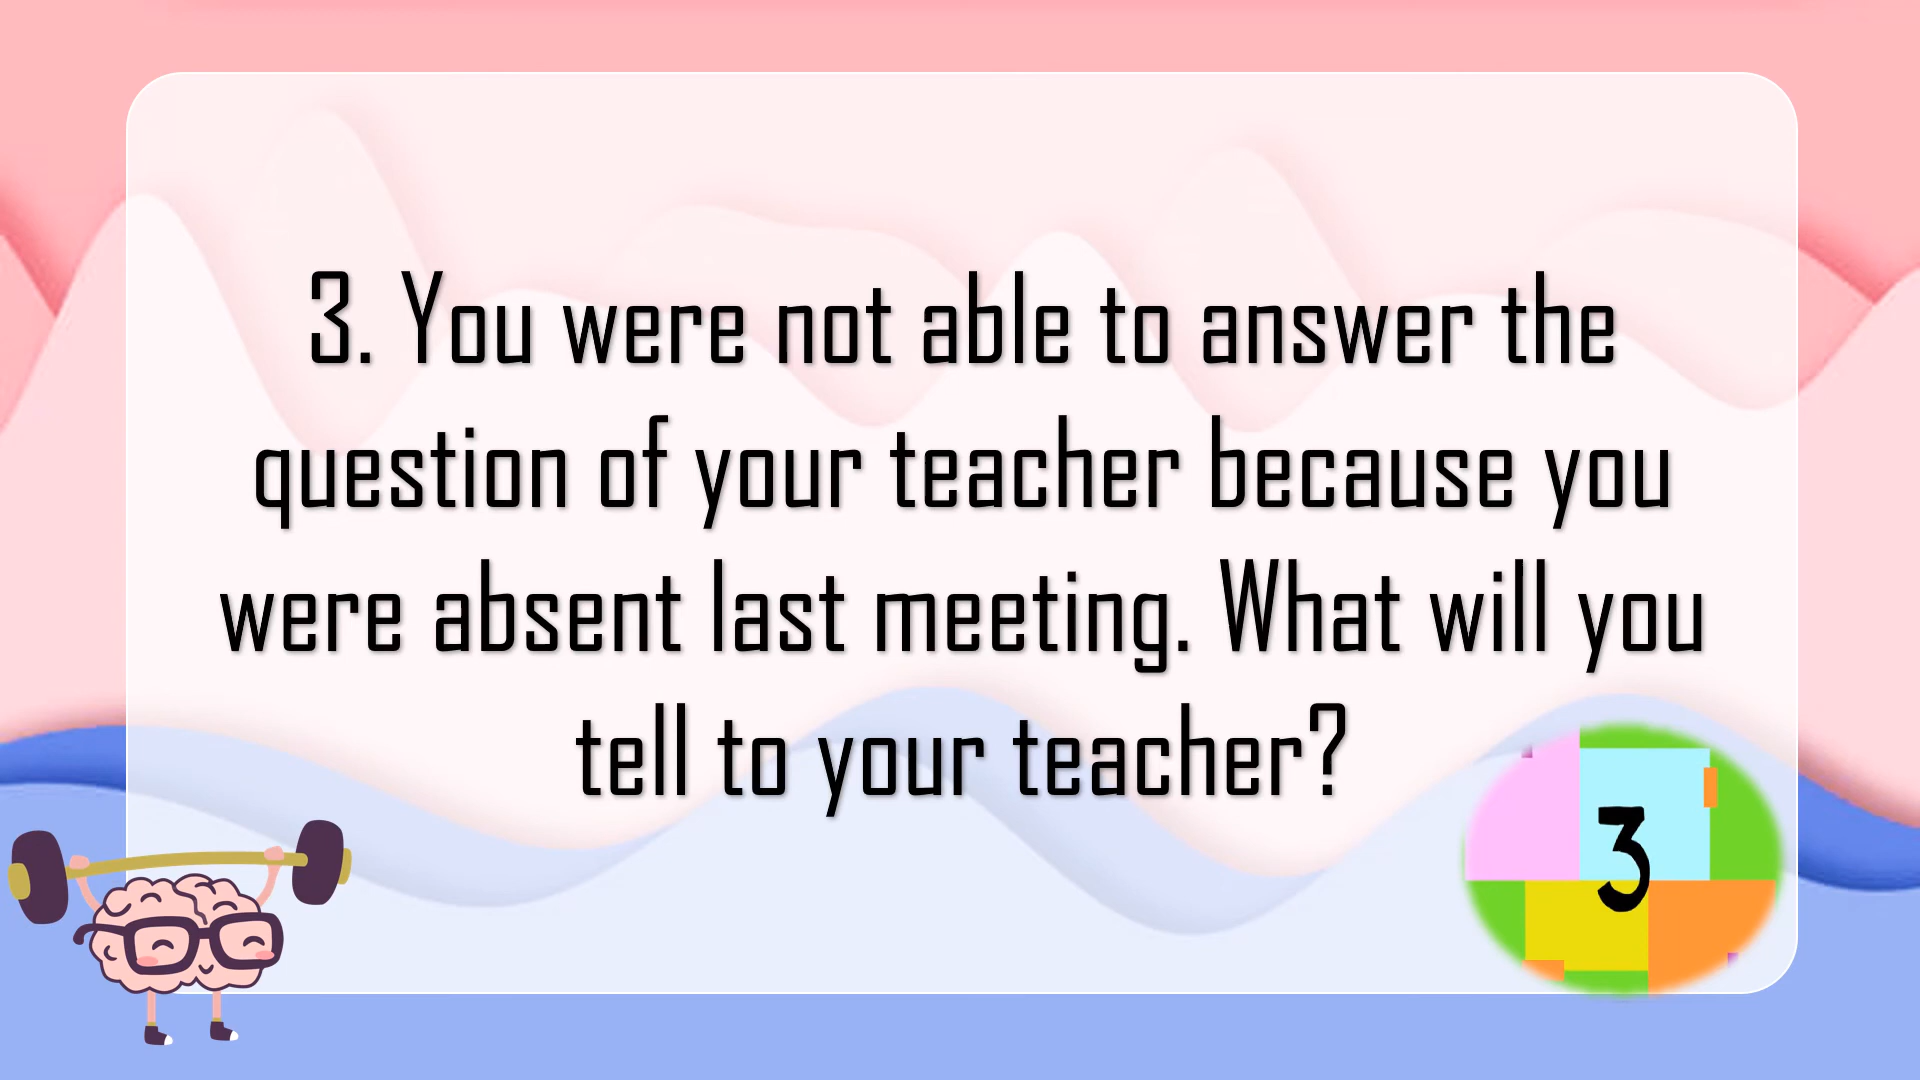 3. You were not able to answer the
question of your teacher because you
were absent last meeting. What will you
tell to your teacher?
3